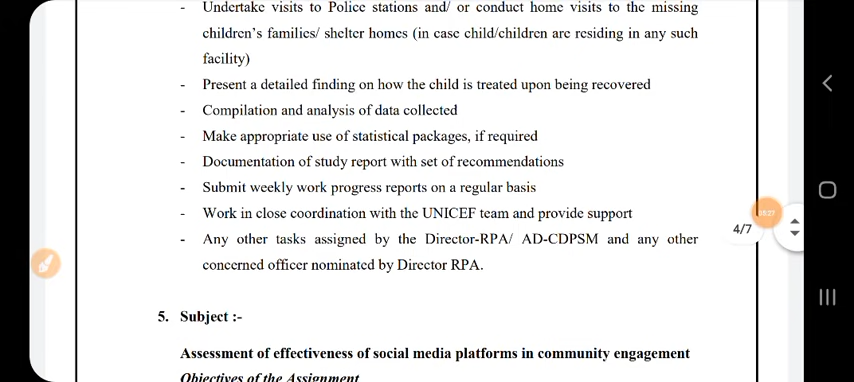 - Undertake visits to Police stations and/ or conduct home visits to the missing
children's families/ shelter homes (in case child/children are residing in any such
facility)
- Present a detailed finding on how the child is treated upon being recovered
- Compilation and analysis of data collected
- Make appropriate use of statistical packages, if required
- Documentation of study report with set of recommendations
- Submit weekly work progress reports on a regular basis
- Work in close coordination with the UNICEF team and provide support
- Any other tasks assigned by the Director-RPA/ AD-CDPSM and any other
concerned officer nominated by Director RPA.
4/7
5. Subject :-
Assessment of effectiveness of social media platforms in community engagement
Objectives of the Assignment